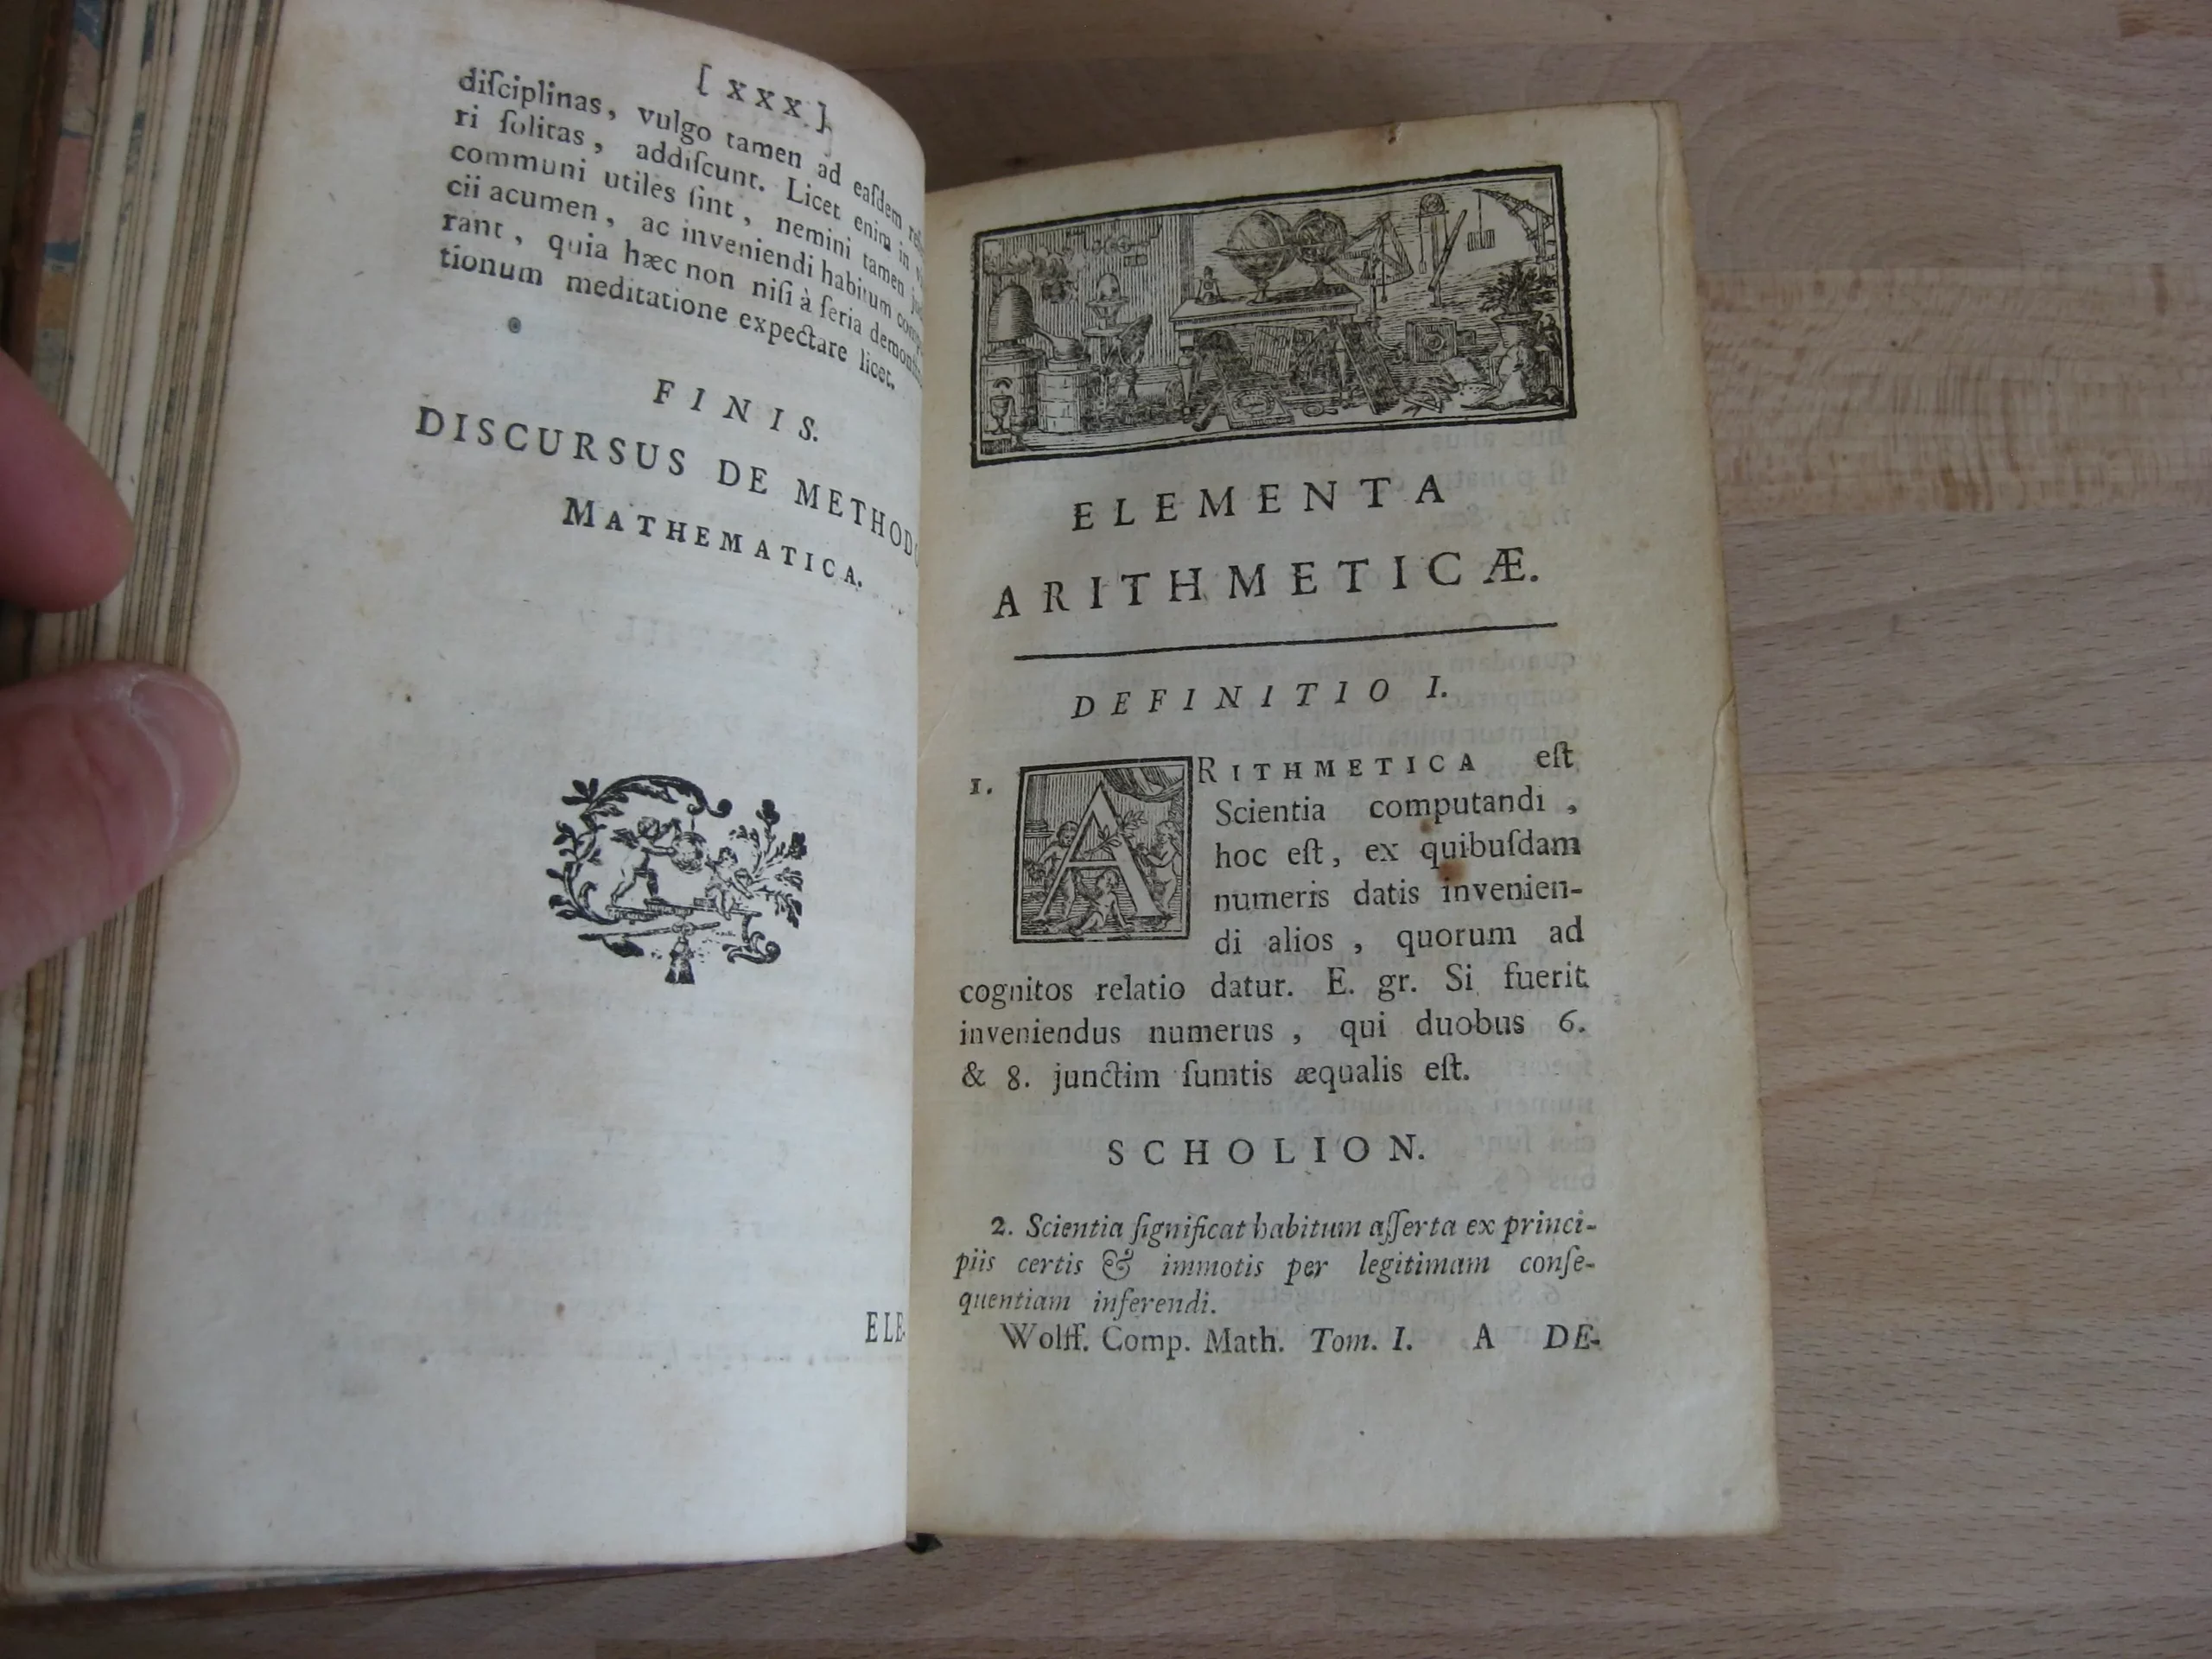 [ XXX ]
diſciplinas, vulgo tamen ad eaſdem
ri ſolitas, addiſcunt. Licet enim in
communi utiles ſint, nemini tamen
cii acumen, ac inveniendi habitum
rant, quia hæc non niſi à ſeria
tionum meditatione expectare licet.
FINIS.
DISCURSUS DE METHODO
MATHEMATICA.
ELE-
ELEMENTA
ARITHMETICÆ.
DEFINITIO I.
1. ARITHMETICA eſt
Scientia computandi,
hoc eſt, ex quibuſdam
numeris datis invenien-
di alios, quorum ad
cognitos relatio datur. E. gr. Si fuerit
inveniendus numerus, qui duobus 6.
& 8. junctim ſumtis æqualis eſt.
SCHOLION.
2. Scientia ſignificat habitum aſſerta ex princi-
piis certis & immotis per legitimam conſe-
quentiam inferendi.
Wolff. Comp. Math. Tom. I. A DE-